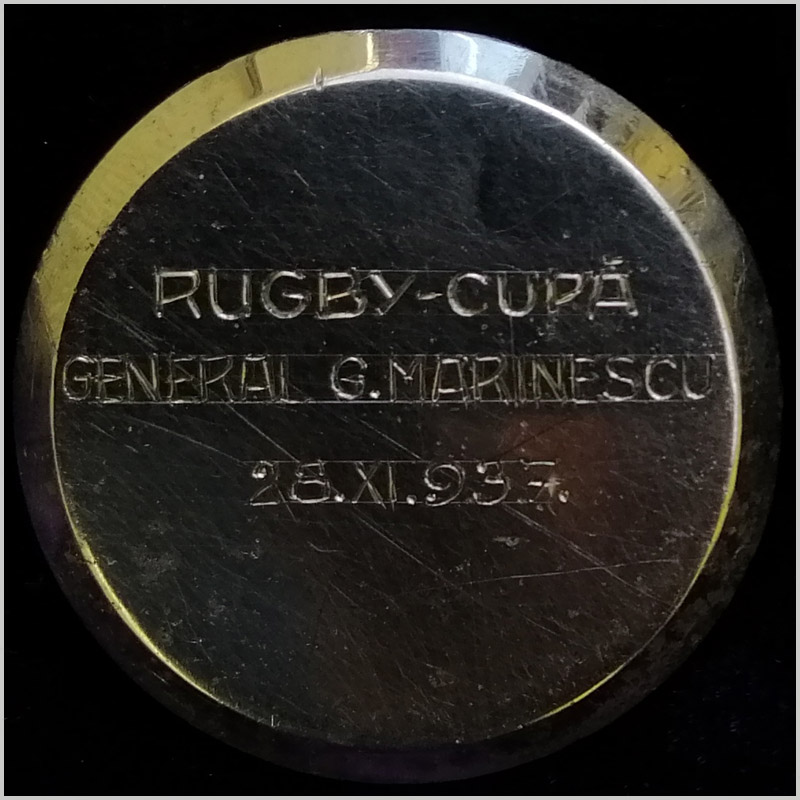 RUGBY-CUPĂ
GENERAL G.MARINESCU
28.XI.937.